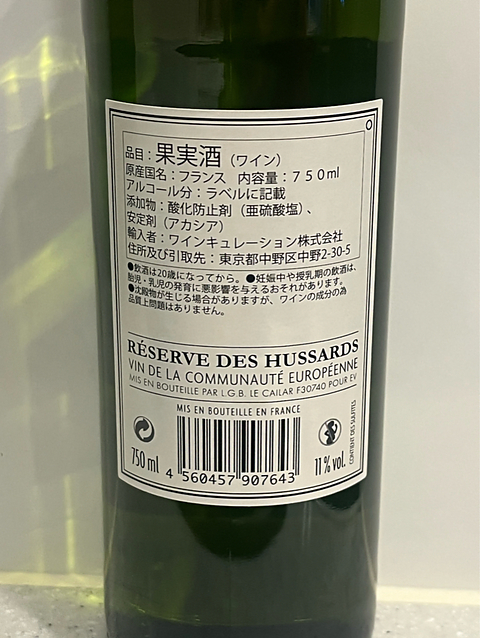 品目：果実酒（ワイン）
原産国名：フランス　内容量：７５０ml
アルコール分：ラベルに記載
添加物：酸化防止剤（亜硫酸塩）、
安定剤（アカシア）
輸入者：ワインキュレーション株式会社
住所及び引取先：東京都中野区中野2-30-5
●飲酒は20歳になってから。●妊娠中や授乳期の飲酒は、
胎児・乳児の発育に悪影響を与えるおそれがあります。
●沈殿物が生じる場合がありますが、ワインの成分の為
品質上問題はありません。
RÉSERVE DES HUSSARDS
VIN DE LA COMMUNAUTÉ EUROPÉENNE
MIS EN BOUTEILLE PAR L.G.B. LE CAILAR F30740 POUR EV
MIS EN BOUTEILLE EN FRANCE
750 ml
4 560457 907643
11 % vol.
CONTIENT DES SULFITES